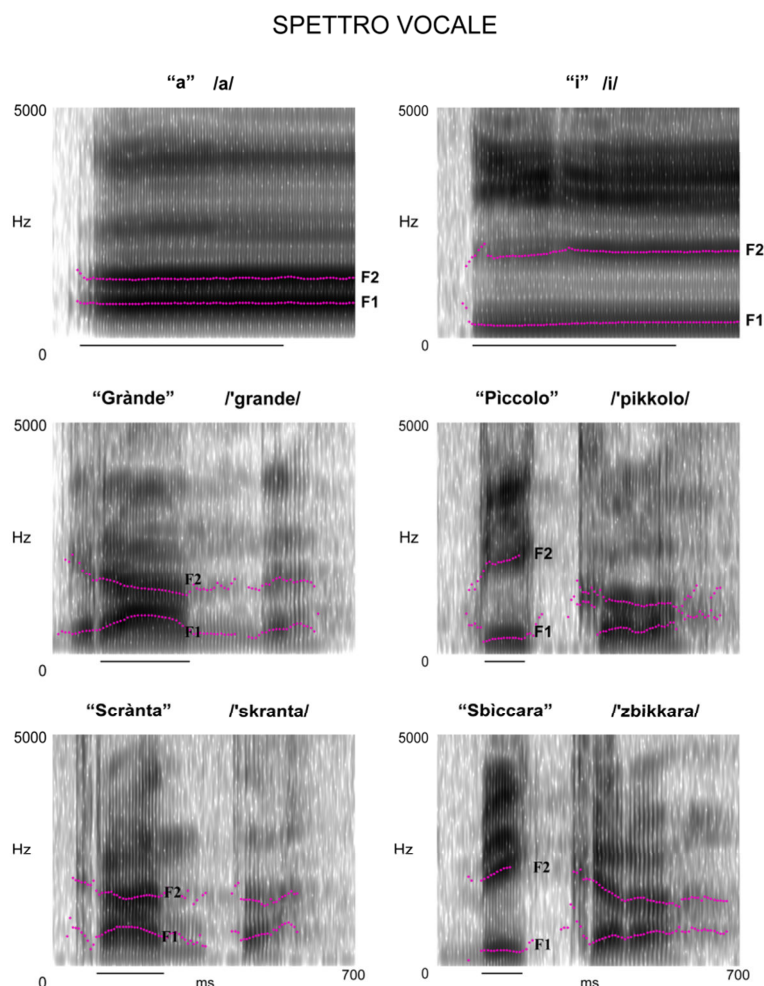 SPETTRO VOCALE
“a” /a/
5000
Hz
F2
F1
0
“i” /i/
5000
Hz
F2
F1
0
“Grànde” /'grande/
5000
Hz
F2
F1
0
“Pìccolo” /'pikkolo/
5000
Hz
F2
F1
0
“Scrànta” /'skranta/
5000
Hz
F2
F1
0
ms
700
“Sbìccara” /'zbikkara/
5000
Hz
F2
F1
0
ms
700